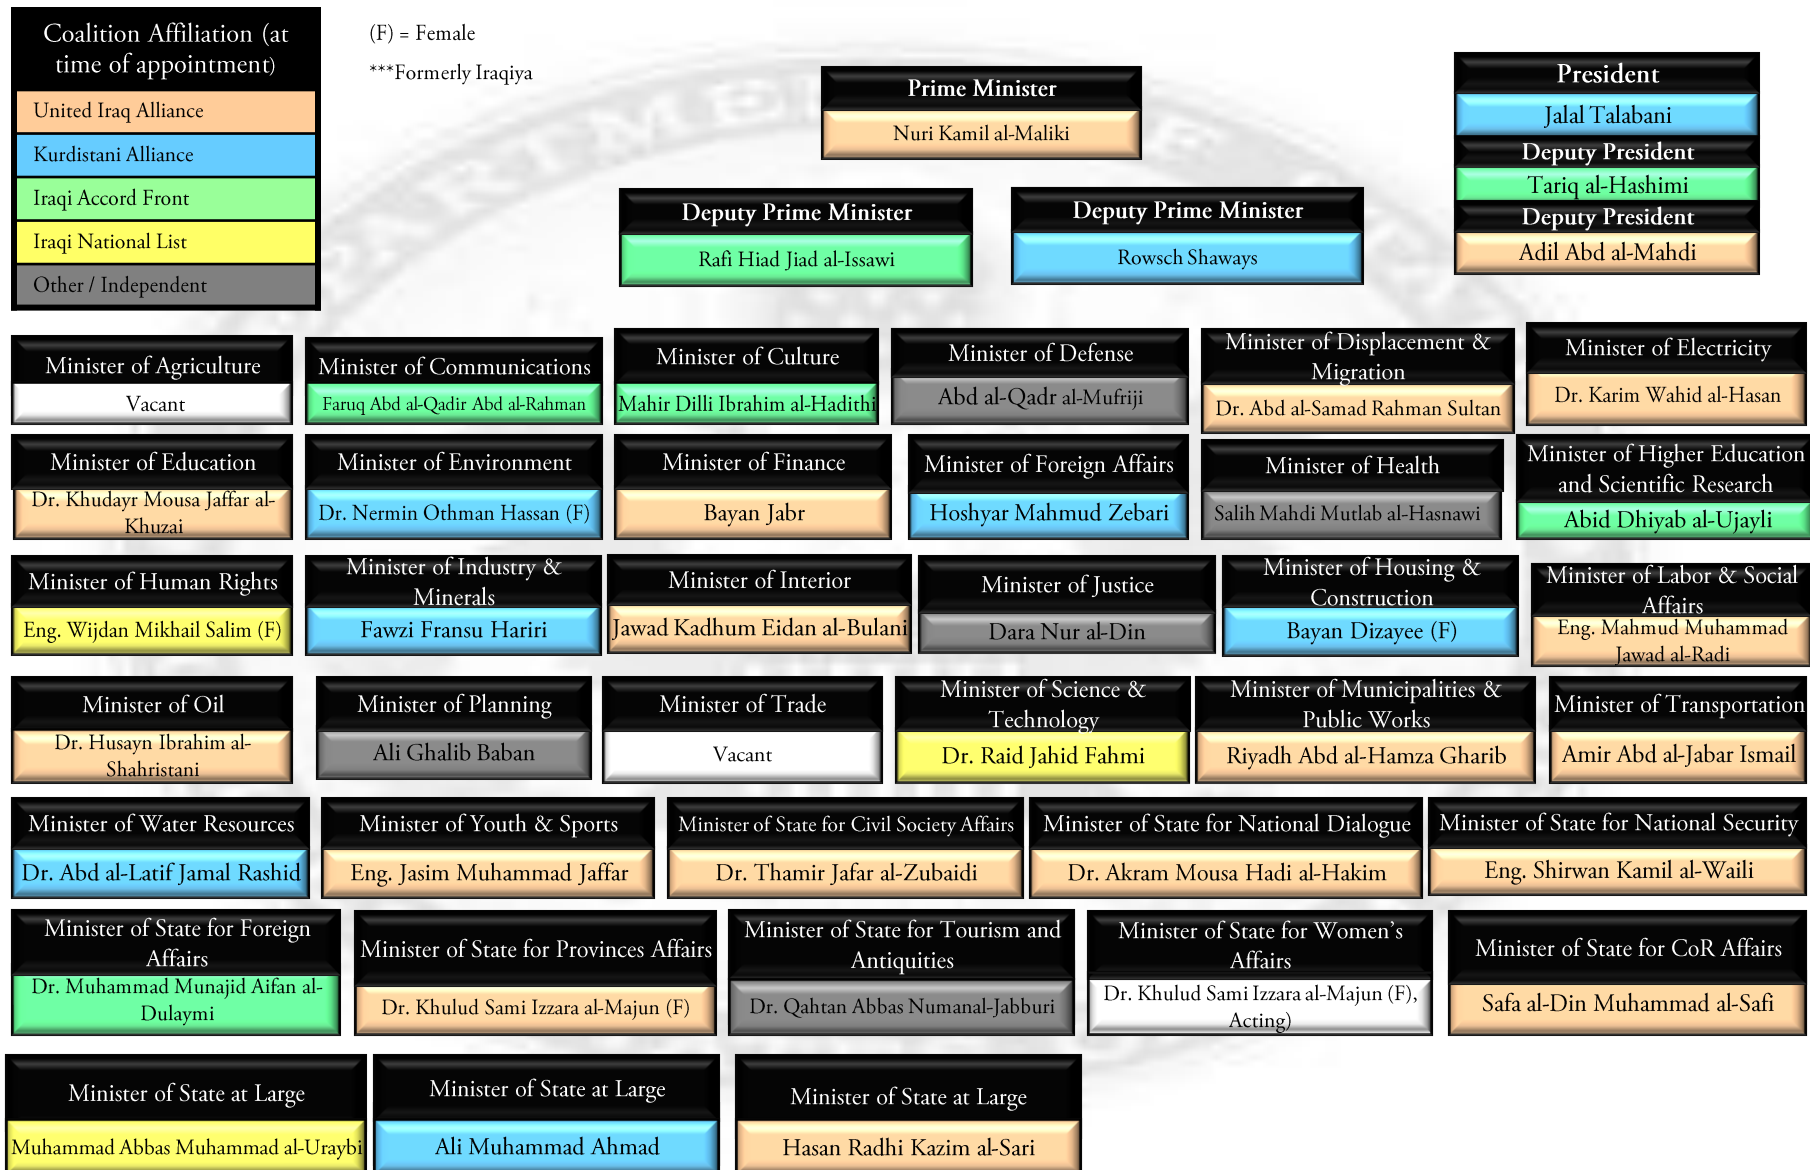 Coalition Affiliation (at
time of appointment)
United Iraq Alliance
Kurdistani Alliance
Iraqi Accord Front
Iraqi National List
Other / Independent
(F) = Female
***Formerly Iraqiya
Prime Minister
Nuri Kamil al-Maliki
President
Jalal Talabani
Deputy President
Tariq al-Hashimi
Deputy President
Adil Abd al-Mahdi
Deputy Prime Minister
Rafi Hiad Jiad al-Issawi
Deputy Prime Minister
Rowsch Shaways
Minister of Agriculture
Vacant
Minister of Communications
Faruq Abd al-Qadir Abd al-Rahman
Minister of Culture
Mahir Dilli Ibrahim al-Hadithi
Minister of Defense
Abd al-Qadr al-Mufriji
Minister of Displacement &
Migration
Dr. Abd al-Samad Rahman Sultan
Minister of Electricity
Dr. Karim Wahid al-Hasan
Minister of Education
Dr. Khudayr Mousa Jaffar al-
Khuzai
Minister of Environment
Dr. Nermin Othman Hassan (F)
Minister of Finance
Bayan Jabr
Minister of Foreign Affairs
Hoshyar Mahmud Zebari
Minister of Health
Salih Mahdi Mutlab al-Hasnawi
Minister of Higher Education
and Scientific Research
Abid Dhiyab al-Ujayli
Minister of Human Rights
Eng. Wijdan Mikhail Salim (F)
Minister of Industry &
Minerals
Fawzi Fransu Hariri
Minister of Interior
Jawad Kadhum Eidan al-Bulani
Minister of Justice
Dara Nur al-Din
Minister of Housing &
Construction
Bayan Dizayee (F)
Minister of Labor & Social
Affairs
Eng. Mahmud Muhammad
Jawad al-Radi
Minister of Oil
Dr. Husayn Ibrahim al-
Shahristani
Minister of Planning
Ali Ghalib Baban
Minister of Trade
Vacant
Minister of Science &
Technology
Dr. Raid Jahid Fahmi
Minister of Municipalities &
Public Works
Riyadh Abd al-Hamza Gharib
Minister of Transportation
Amir Abd al-Jabar Ismail
Minister of Water Resources
Dr. Abd al-Latif Jamal Rashid
Minister of Youth & Sports
Eng. Jasim Muhammad Jaffar
Minister of State for Civil Society Affairs
Dr. Thamir Jafar al-Zubaidi
Minister of State for National Dialogue
Dr. Akram Mousa Hadi al-Hakim
Minister of State for National Security
Eng. Shirwan Kamil al-Waili
Minister of State for Foreign
Affairs
Dr. Muhammad Munajid Aifan al-
Dulaymi
Minister of State for Provinces Affairs
Dr. Khulud Sami Izzara al-Majun (F)
Minister of State for Tourism and
Antiquities
Dr. Qahtan Abbas Numanal-Jabburi
Minister of State for Women's
Affairs
Dr. Khulud Sami Izzara al-Majun (F),
Acting)
Minister of State for CoR Affairs
Safa al-Din Muhammad al-Safi
Minister of State at Large
Muhammad Abbas Muhammad al-Uraybi
Minister of State at Large
Ali Muhammad Ahmad
Minister of State at Large
Hasan Radhi Kazim al-Sari